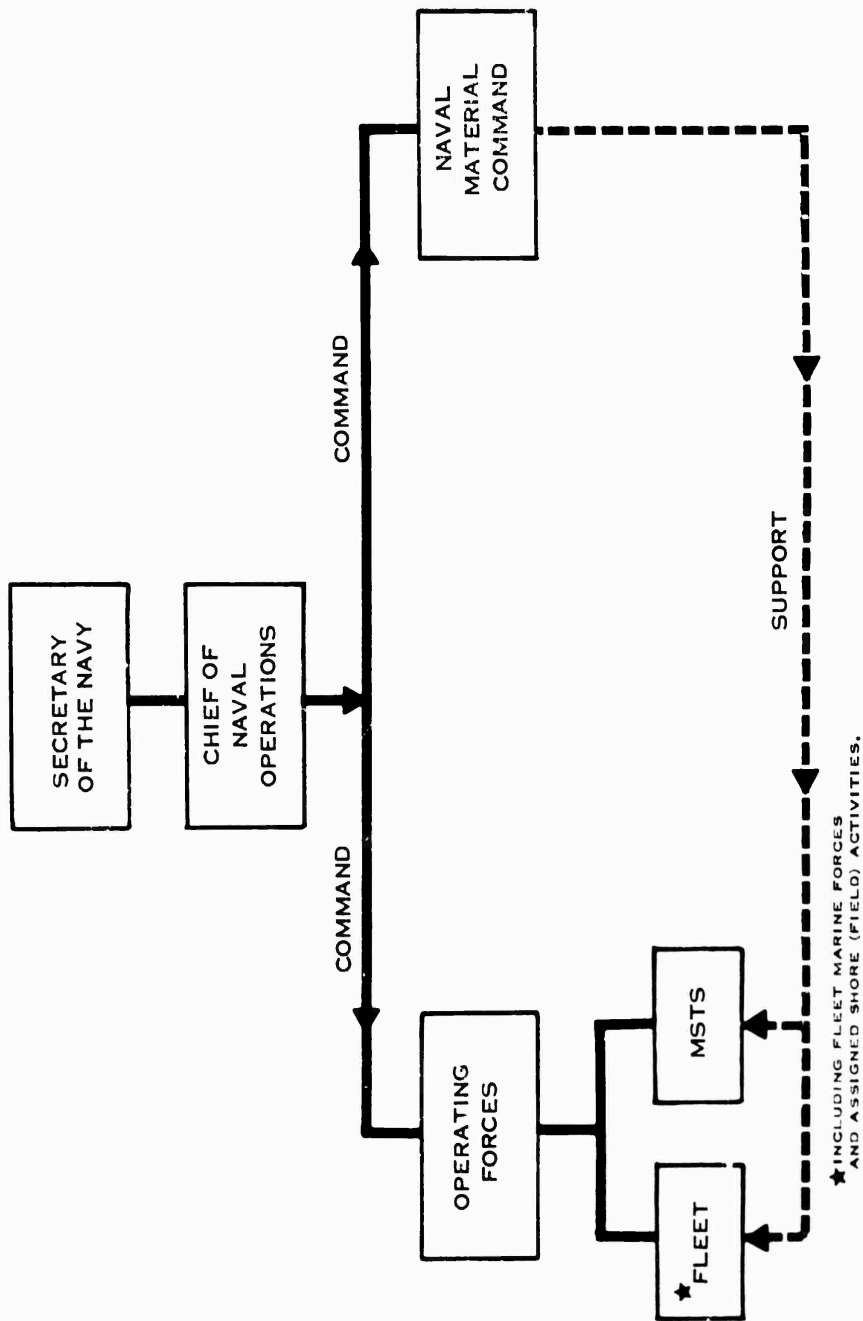 SECRETARY
OF THE NAVY
CHIEF OF
NAVAL
OPERATIONS
COMMAND
COMMAND
OPERATING
FORCES
NAVAL
MATERIAL
COMMAND
★FLEET
MSTS
SUPPORT
★INCLUDING FLEET MARINE FORCES
AND ASSIGNED SHORE (FIELD) ACTIVITIES.